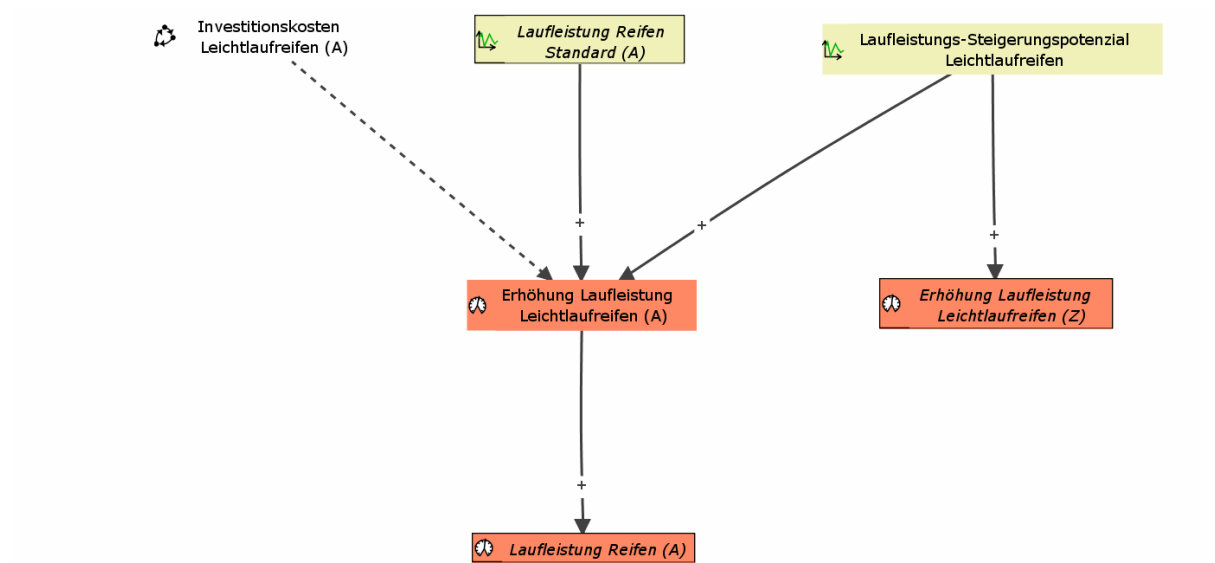 Investitionskosten
Leichtlaufreifen (A)
Laufleistung Reifen
Standard (A)
Laufleistungs-Steigerungspotenzial
Leichtlaufreifen
+
+
+
Erhöhung Laufleistung
Leichtlaufreifen (A)
Erhöhung Laufleistung
Leichtlaufreifen (Z)
+
Laufleistung Reifen (A)